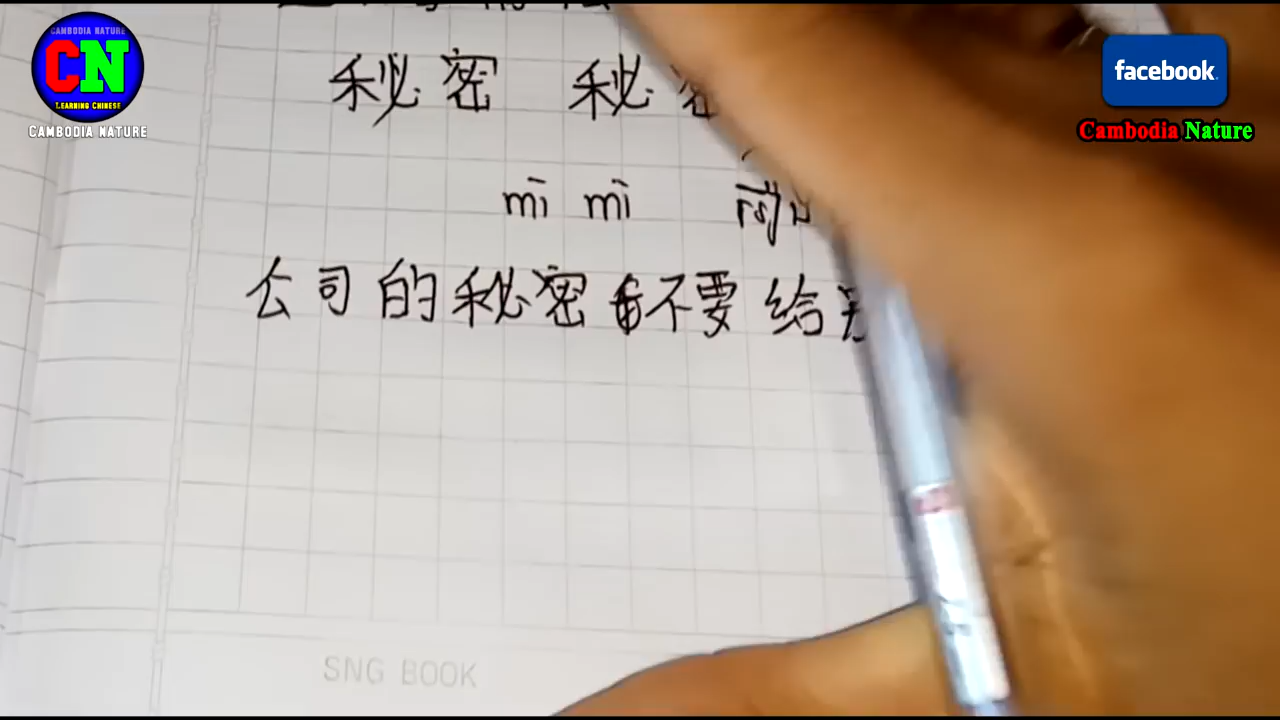 CAMBODIA NATURE
CN
LEARNING CHINESE
CAMBODIA NATURE
facebook
Cambodia Nature
秘密 秘密
mì mì
公司的秘密 不要 给
SNG BOOK